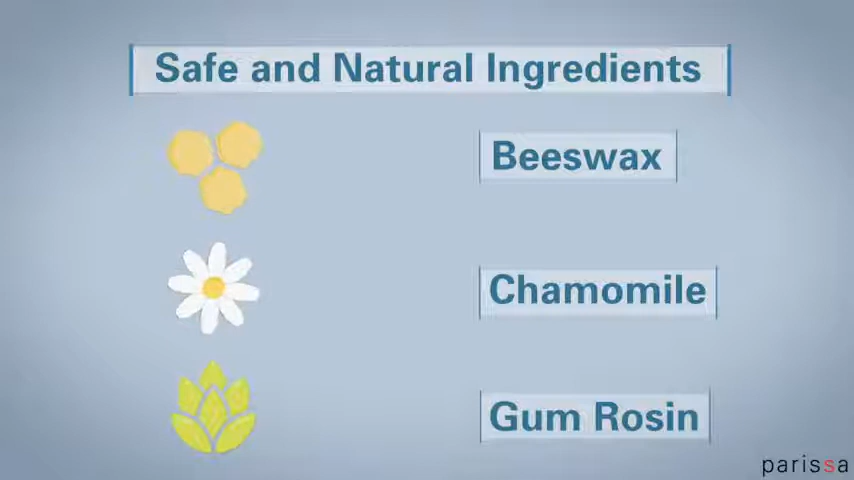 Safe and Natural Ingredients
Beeswax
Chamomile
Gum Rosin
parissa